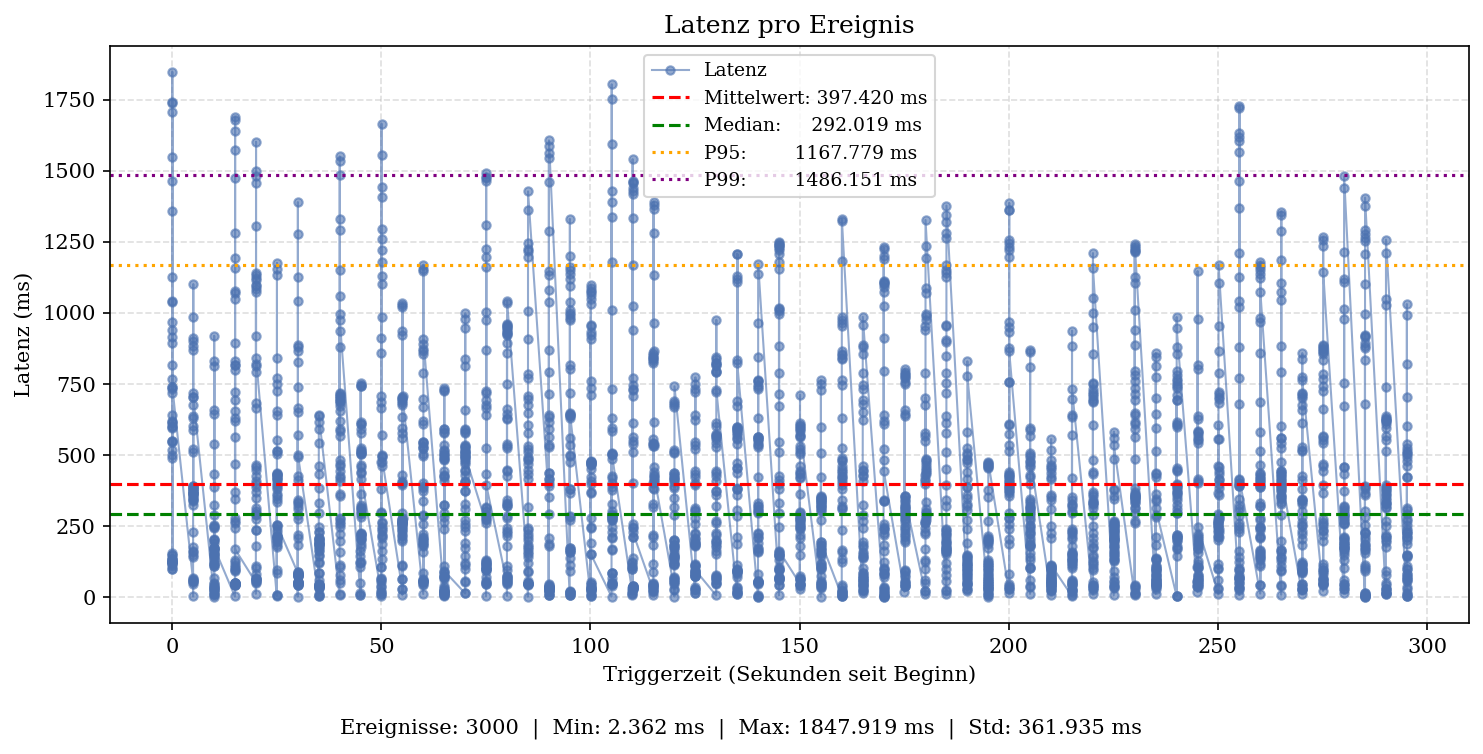 Latenz pro Ereignis
Latenz (ms)
1750
1500
1250
1000
750
500
250
0
Latenz
Mittelwert: 397.420 ms
Median: 292.019 ms
P95: 1167.779 ms
P99: 1486.151 ms
0 50 100 150 200 250 300
Triggerzeit (Sekunden seit Beginn)
Ereignisse: 3000 | Min: 2.362 ms | Max: 1847.919 ms | Std: 361.935 ms